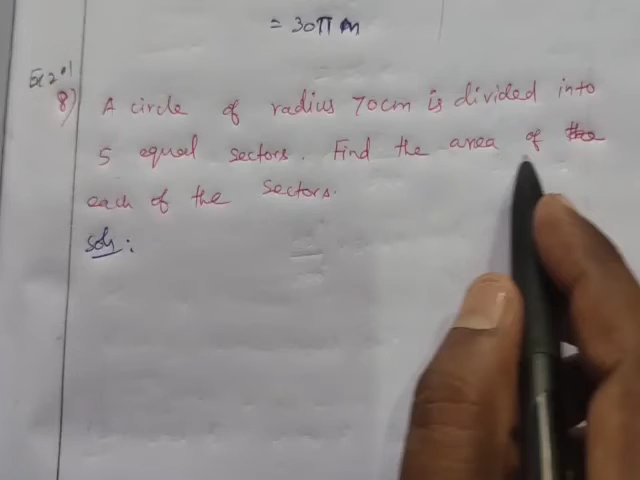 = 30π m
Ex 2.1
8) A circle of radius 70cm is divided into
5 equal sectors. Find the area of the
each of the sectors.
Soln: